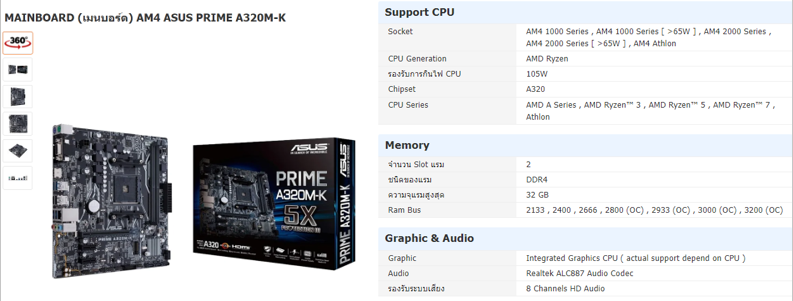 MAINBOARD (เมนบอร์ด) AM4 ASUS PRIME A320M-K
360°
ASUS
PRIME
A320M-K
5X
PROTECTION III
A320
HDMI
PRIME A320M-K
ASUS
Support CPU
Socket
AM4 1000 Series , AM4 1000 Series [ >65W ] , AM4 2000 Series ,
AM4 2000 Series [ >65W ] , AM4 Athlon
CPU Generation
AMD Ryzen
รองรับการกินไฟ CPU
105W
Chipset
A320
CPU Series
AMD A Series , AMD Ryzen™ 3 , AMD Ryzen™ 5 , AMD Ryzen™ 7 ,
Athlon
Memory
จำนวน Slot แรม
2
ชนิดของแรม
DDR4
ความจุแรมสูงสุด
32 GB
Ram Bus
2133 , 2400 , 2666 , 2800 (OC) , 2933 (OC) , 3000 (OC) , 3200 (OC)
Graphic & Audio
Graphic
Integrated Graphics CPU ( actual support depend on CPU )
Audio
Realtek ALC887 Audio Codec
รองรับระบบเสียง
8 Channels HD Audio